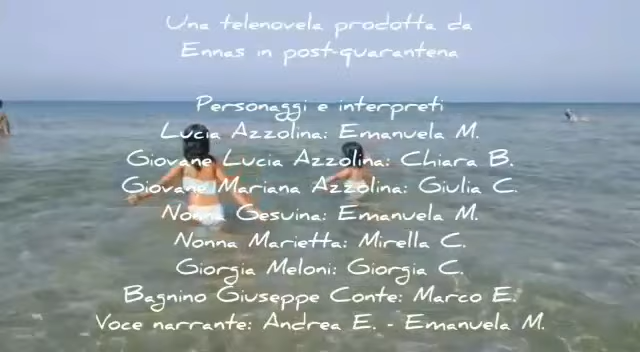 Una telenovela prodotta da
Ennas in post-quarantena
Personaggi e interpreti
Lucia Azzolina: Emanuela M.
Giovane Lucia Azzolina: Chiara B.
Giovane Mariana Azzolina: Giulia C.
Nonna Gesuina: Emanuela M.
Nonna Marietta: Mirella C.
Giorgia Meloni: Giorgia C.
Bagnino Giuseppe Conte: Marco E.
Voce narrante: Andrea E. - Emanuela M.